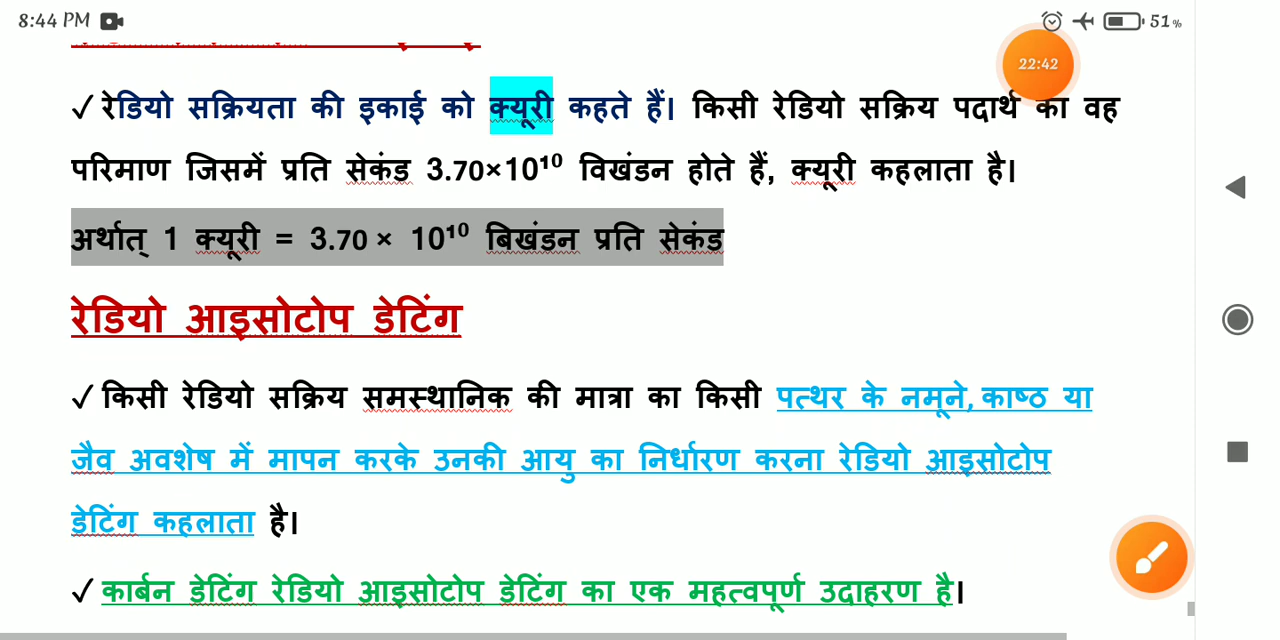 8:44 PM
51%
22:42
✓ रेडियो सक्रियता की इकाई को क्यूरी कहते हैं। किसी रेडियो सक्रिय पदार्थ का वह
परिमाण जिसमें प्रति सेकंड 3.70×10¹⁰ विखंडन होते हैं, क्यूरी कहलाता है।
अर्थात् 1 क्यूरी = 3.70 × 10¹⁰ बिखंडन प्रति सेकंड
रेडियो आइसोटोप डेटिंग
✓ किसी रेडियो सक्रिय समस्थानिक की मात्रा का किसी पत्थर के नमूने, काष्ठ या
जैव अवशेष में मापन करके उनकी आयु का निर्धारण करना रेडियो आइसोटोप
डेटिंग कहलाता है।
✓ कार्बन डेटिंग रेडियो आइसोटोप डेटिंग का एक महत्वपूर्ण उदाहरण है।